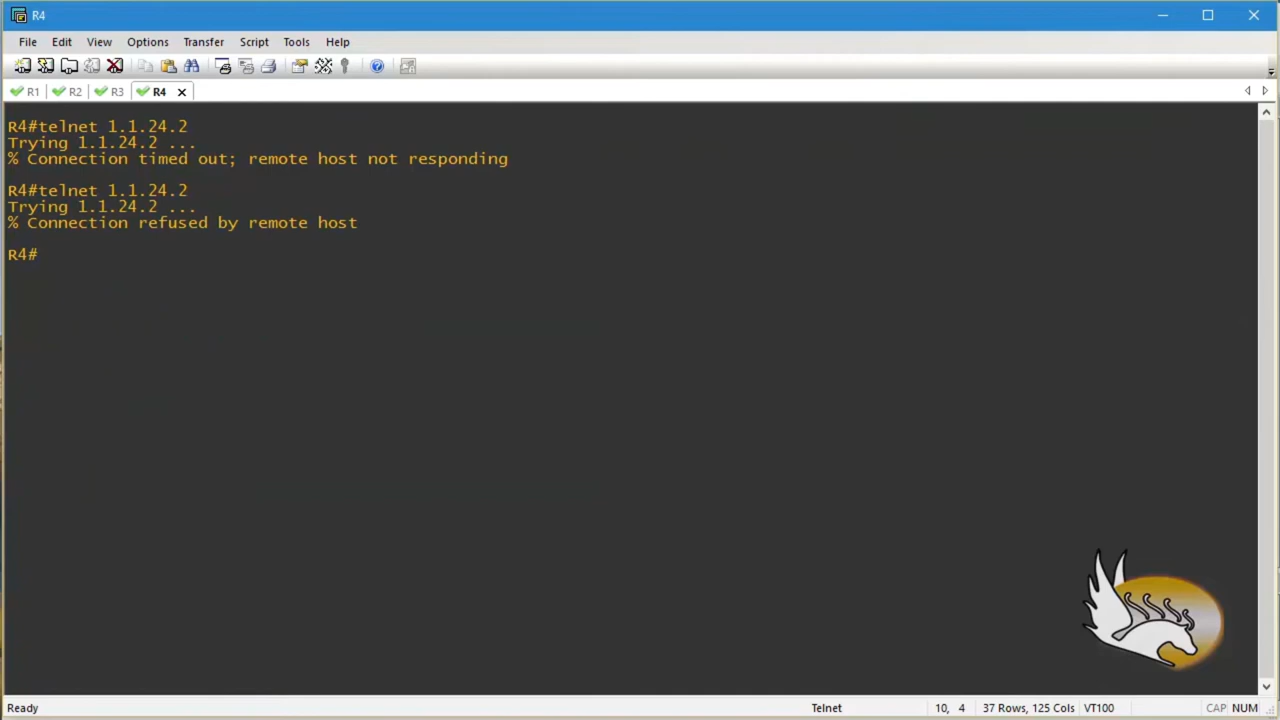 R4
File Edit View Options Transfer Script Tools Help
R1 R2 R3 R4
R4#telnet 1.1.24.2
Trying 1.1.24.2 ...
% Connection timed out; remote host not responding
R4#telnet 1.1.24.2
Trying 1.1.24.2 ...
% Connection refused by remote host
R4#
Ready Telnet 10, 4 37 Rows, 125 Cols VT100 CAP NUM